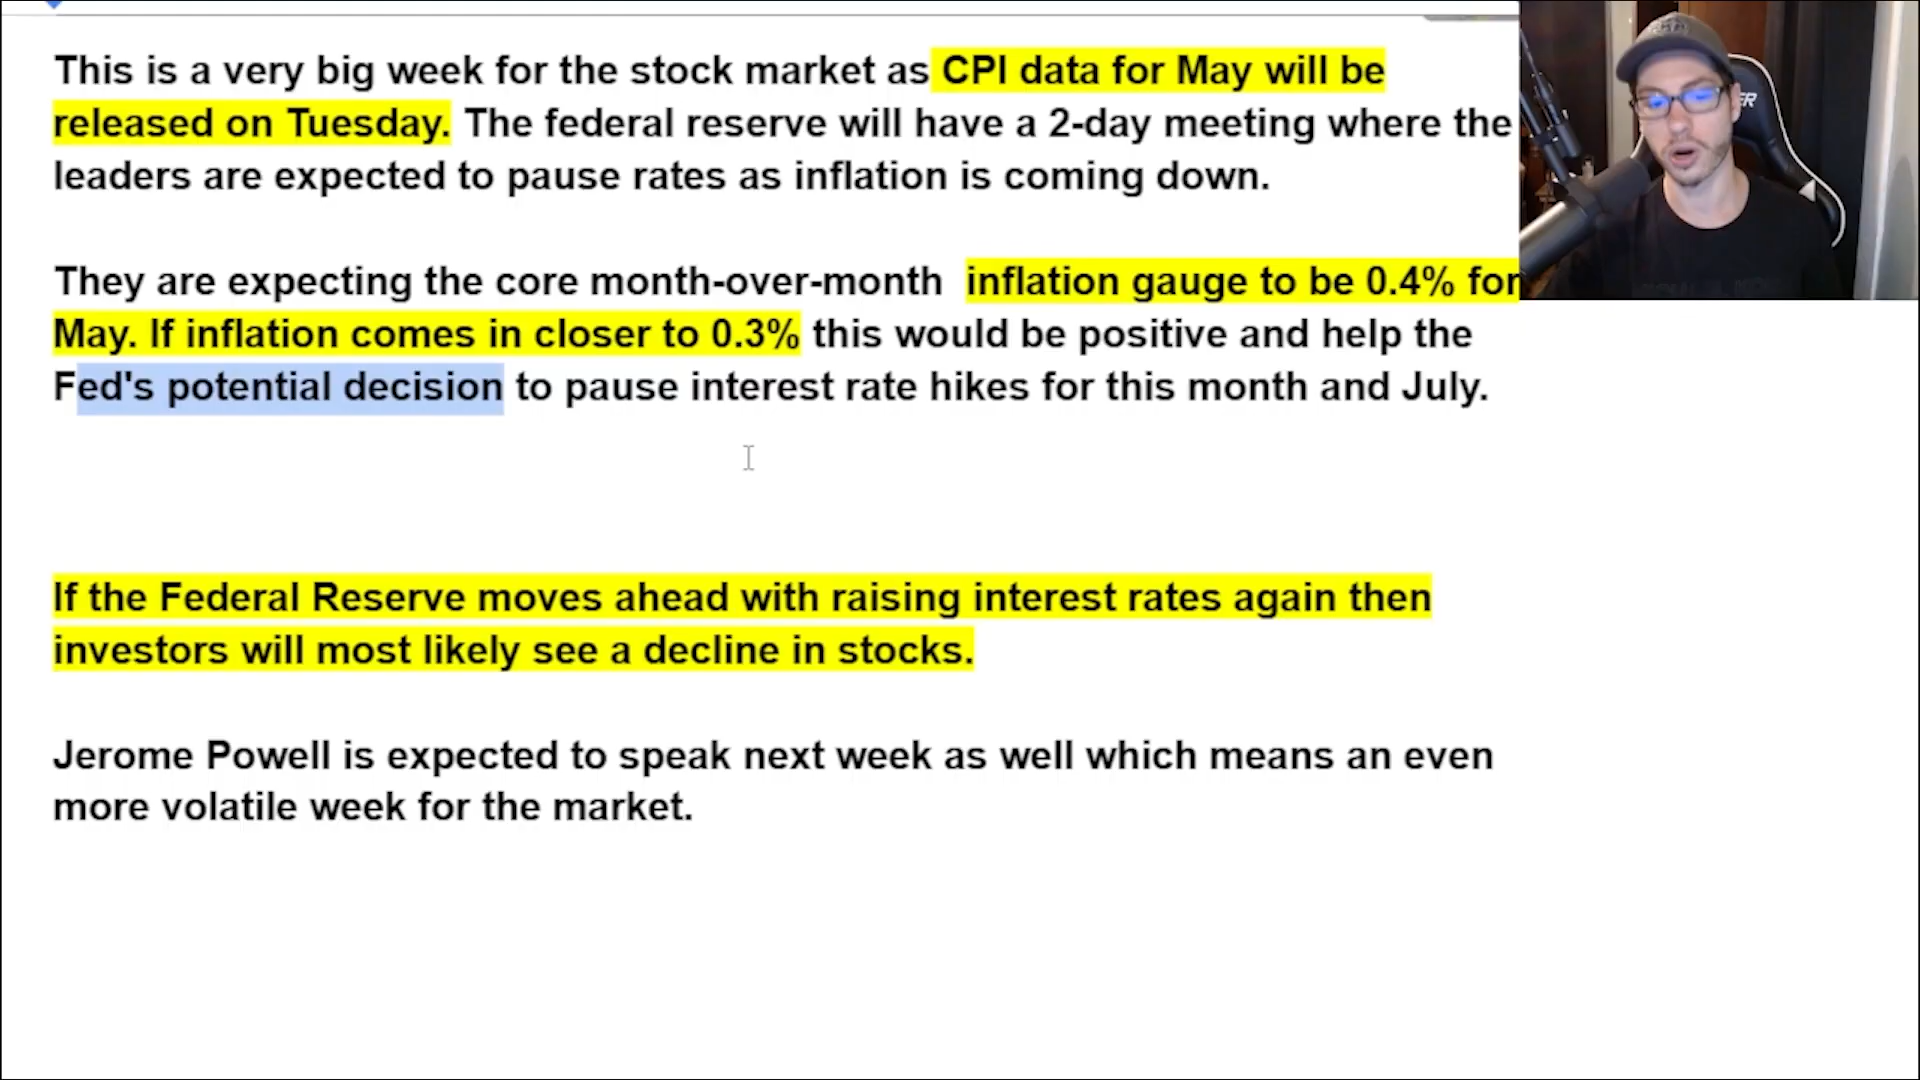 This is a very big week for the stock market as CPI data for May will be
released on Tuesday. The federal reserve will have a 2-day meeting where the
leaders are expected to pause rates as inflation is coming down.
They are expecting the core month-over-month inflation gauge to be 0.4% for
May. If inflation comes in closer to 0.3% this would be positive and help the
Fed's potential decision to pause interest rate hikes for this month and July.
If the Federal Reserve moves ahead with raising interest rates again then
investors will most likely see a decline in stocks.
Jerome Powell is expected to speak next week as well which means an even
more volatile week for the market.